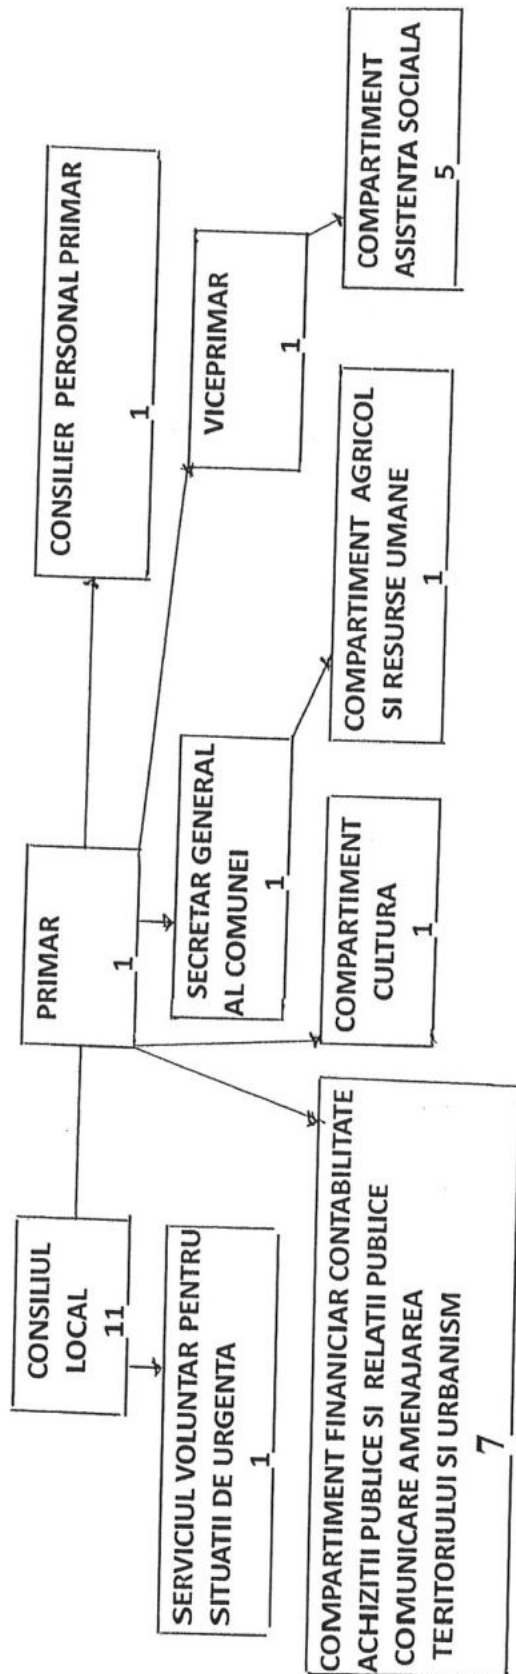 CONSILIUL
LOCAL
11
PRIMAR
1
CONSILIER PERSONAL PRIMAR
1
SERVICIUL VOLUNTAR PENTRU
SITUATII DE URGENTA
1
SECRETAR GENERAL
AL COMUNEI
1
VICEPRIMAR
1
COMPARTIMENT FINANICIAR CONTABILITATE
ACHIZITII PUBLICE SI RELATII PUBLICE
COMUNICARE AMENAJAREA
TERITORIULUI SI URBANISM
7
COMPARTIMENT
CULTURA
1
COMPARTIMENT AGRICOL
SI RESURSE UMANE
1
COMPARTIMENT
ASISTENTA SOCIALA
5